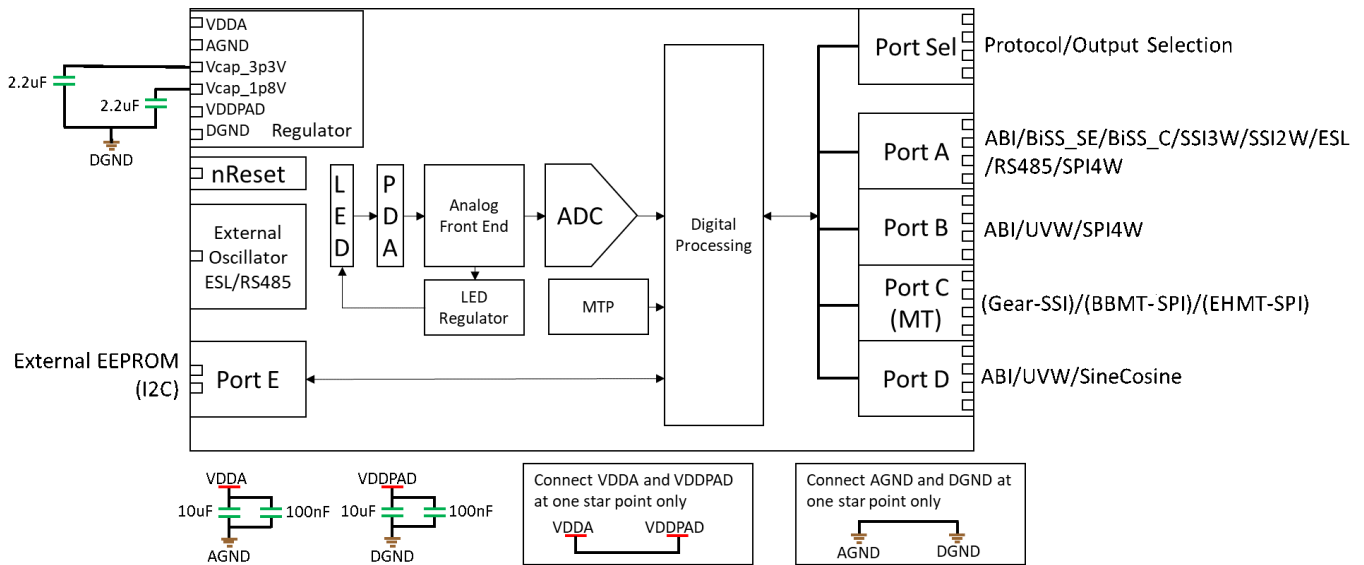 VDDA
AGND
Vcap_3p3V
Vcap_1p8V
VDDPAD
DGND
Regulator
2.2uF
2.2uF
DGND
nReset
External
Oscillator
ESL/RS485
External EEPROM
(I2C)
Port E
L
E
D
P
D
A
Analog
Front End
ADC
LED
Regulator
MTP
Digital
Processing
Port Sel
Protocol/Output Selection
Port A
ABI/BiSS_SE/BiSS_C/SSI3W/SSI2W/ESL
/RS485/SPI4W
Port B
ABI/UVW/SPI4W
Port C
(MT)
(Gear-SSI)/(BBMT-SPI)/(EHMT-SPI)
Port D
ABI/UVW/SineCosine
VDDA
10uF
100nF
AGND
VDDPAD
10uF
100nF
DGND
Connect VDDA and VDDPAD
at one star point only
VDDA
VDDPAD
Connect AGND and DGND at
one star point only
AGND
DGND